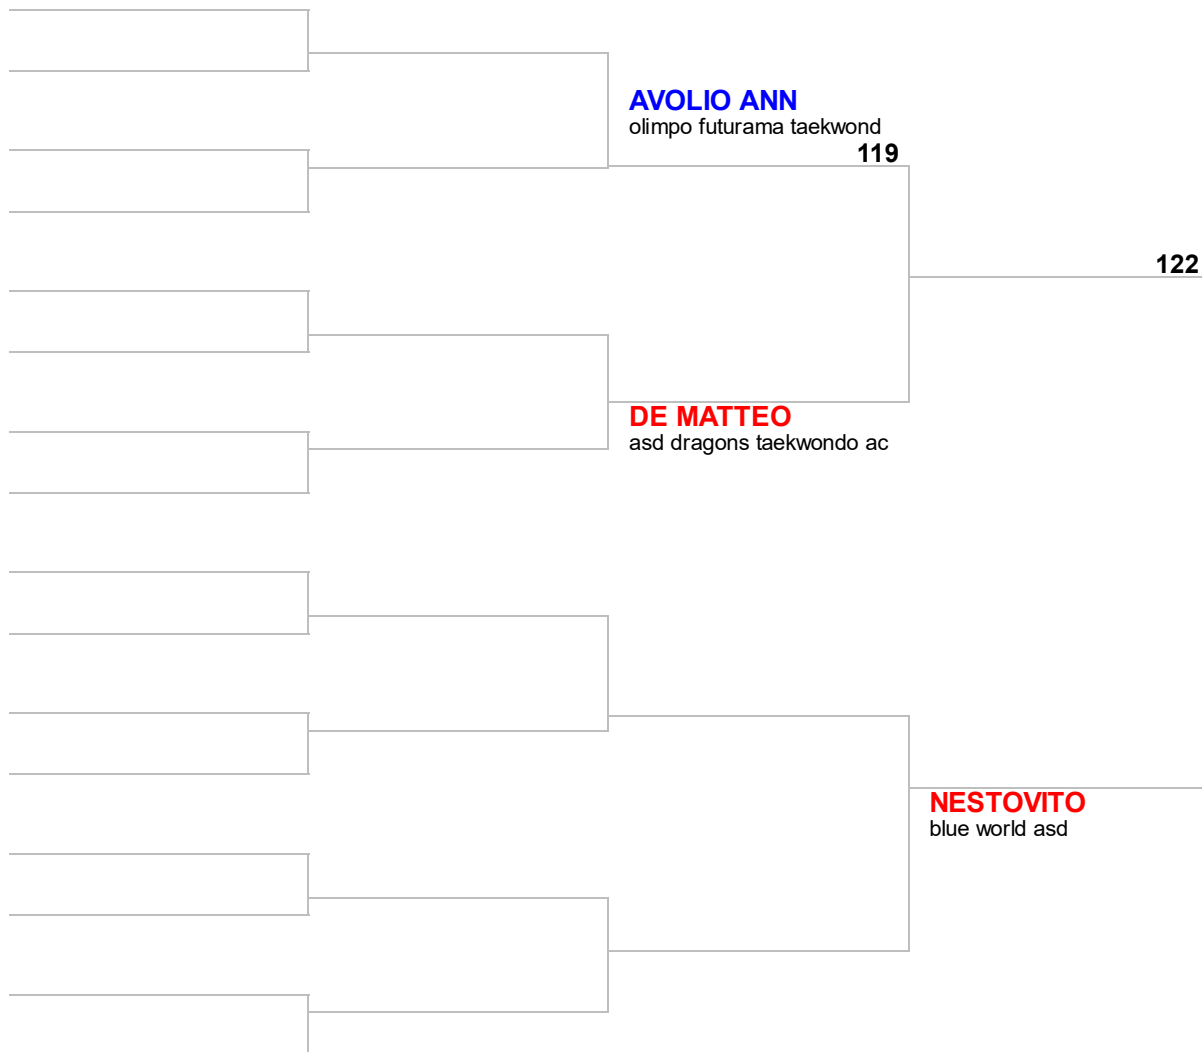 AVOLIO ANN
olimpo futurama taekwond
119
122
DE MATTEO
asd dragons taekwondo ac
NESTOVITO
blue world asd